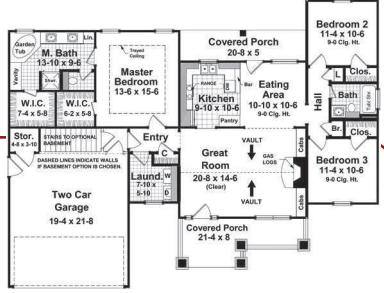 Garden
Tub
Lin.
M. Bath
13-10 x 9-6
Vanity
Shwr
Trayed
Ceiling
Master
Bedroom
13-6 x 15-6
W.I.C.
7-4 x 5-8
W.I.C.
6-2 x 5-8
Covered Porch
20-8 x 5
RANGE
DW
Bar
Kitchen
9-10 x 10-6
Pantry
Eating
Area
10-10 x 10-6
9-0 Clg. Ht.
Bedroom 2
11-4 x 10-6
9-0 Clg. Ht.
L
Clos.
Hall
Bath
Tub/ Shr
Br.
Clos.
Bedroom 3
11-4 x 10-6
9-0 Clg. Ht.
Stor.
4-8 x 3-10
STAIRS TO OPTIONAL
BASEMENT
DASHED LINES INDICATE WALLS
IF BASEMENT OPTION IS CHOSEN.
Entry
C
Laund.
7-10 x
5-10
W
D
VAULT
Great
Room
20-8 x 14-6
(Clear)
VAULT
GAS
LOGS
Cabs
Cabs
Two Car
Garage
19-4 x 21-8
Covered Porch
21-4 x 8